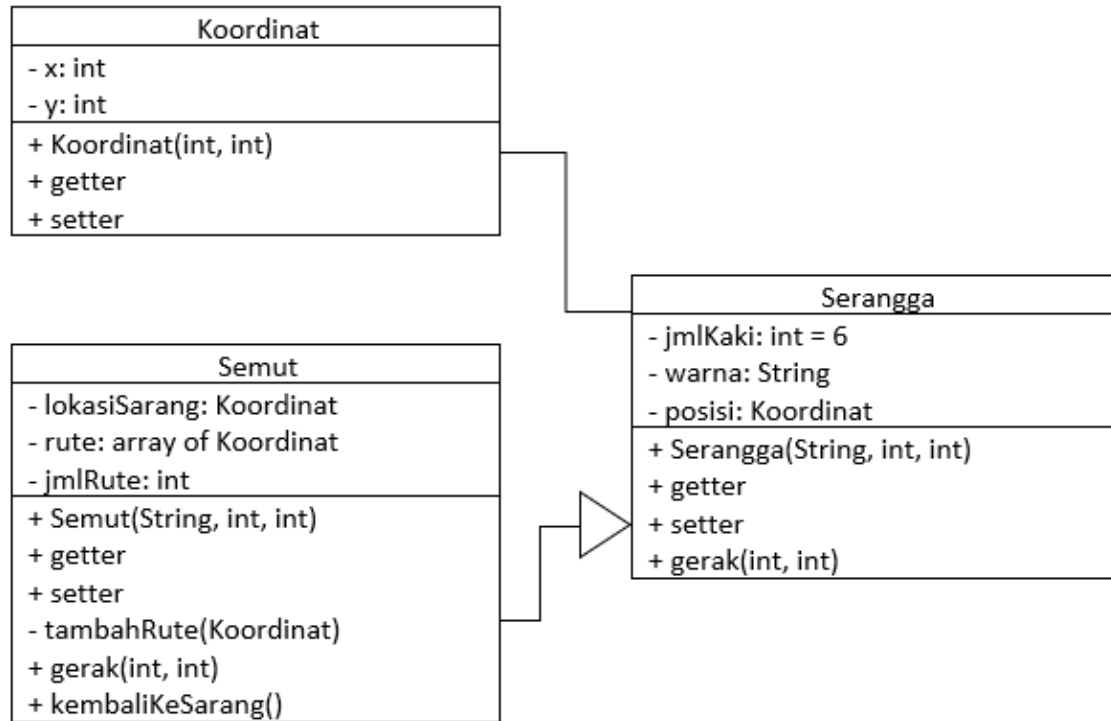 Koordinat
- x: int
- y: int
+ Koordinat(int, int)
+ getter
+ setter
Serangga
- jmlKaki: int = 6
- warna: String
- posisi: Koordinat
+ Serangga(String, int, int)
+ getter
+ setter
+ gerak(int, int)
Semut
- lokasiSarang: Koordinat
- rute: array of Koordinat
- jmlRute: int
+ Semut(String, int, int)
+ getter
+ setter
- tambahRute(Koordinat)
+ gerak(int, int)
+ kembaliKeSarang()